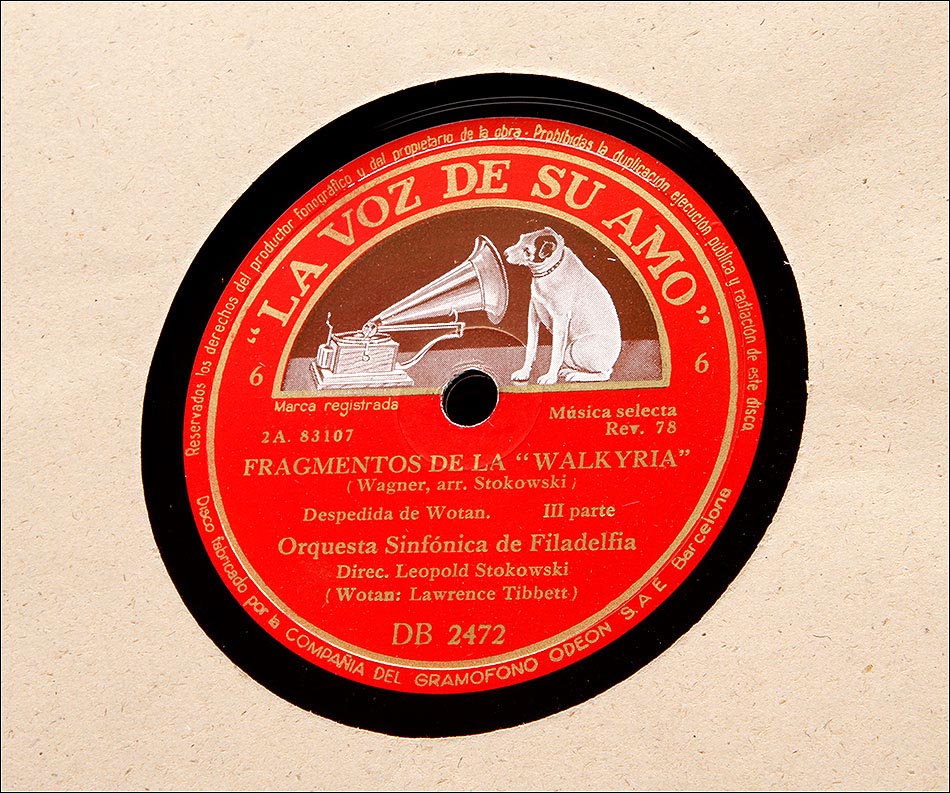 Reservados los derechos del productor fonográfico y del propietario de la obra · Prohibidas la duplicación, ejecución pública y radiación de este disco
"LA VOZ DE SU AMO"
6 6
Marca registrada
Música selecta
2A. 83107
Rev. 78
FRAGMENTOS DE LA "WALKYRIA"
(Wagner, arr. Stokowski)
Despedida de Wotan. III parte
Orquesta Sinfónica de Filadelfia
Direc. Leopold Stokowski
(Wotan: Lawrence Tibbett)
DB 2472
Disco fabricado por la COMPAÑIA DEL GRAMOFONO ODEON S.A.E Barcelona